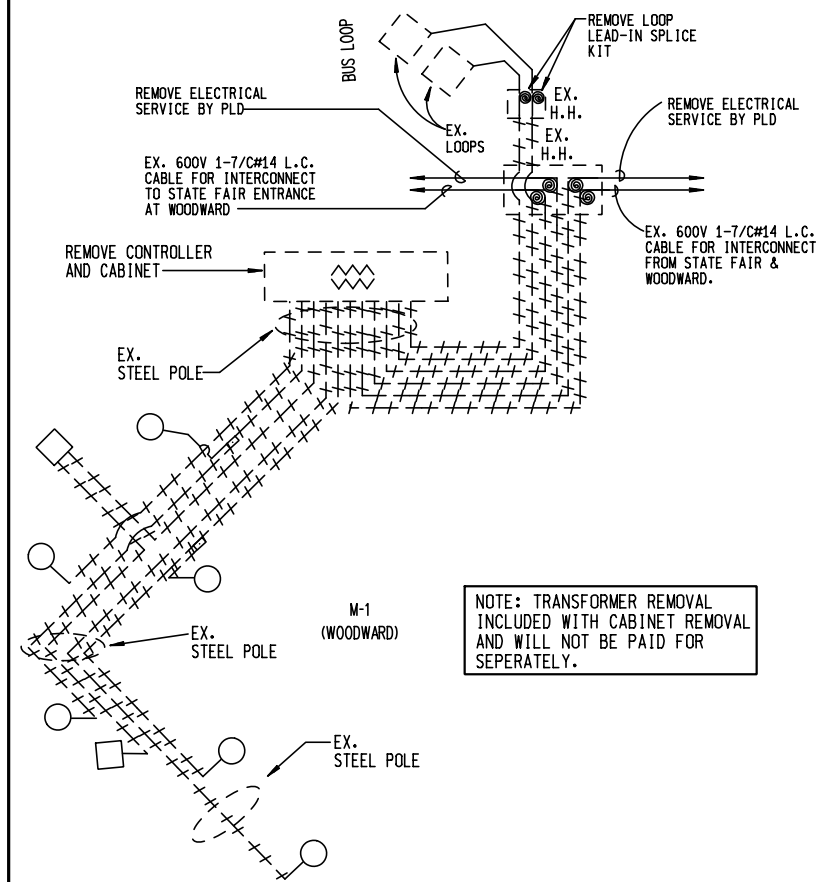 REMOVE LOOP
LEAD-IN SPLICE
KIT
BUS LOOP
REMOVE ELECTRICAL
SERVICE BY PLD
EX.
LOOPS
EX.
H.H.
EX.
H.H.
REMOVE ELECTRICAL
SERVICE BY PLD
EX. 600V 1-7/C#14 L.C.
CABLE FOR INTERCONNECT
TO STATE FAIR ENTRANCE
AT WOODWARD
EX. 600V 1-7/C#14 L.C.
CABLE FOR INTERCONNECT
FROM STATE FAIR &
WOODWARD.
REMOVE CONTROLLER
AND CABINET
EX.
STEEL POLE
M-1
(WOODWARD)
NOTE: TRANSFORMER REMOVAL
INCLUDED WITH CABINET REMOVAL
AND WILL NOT BE PAID FOR
SEPERATELY.
EX.
STEEL POLE
EX.
STEEL POLE